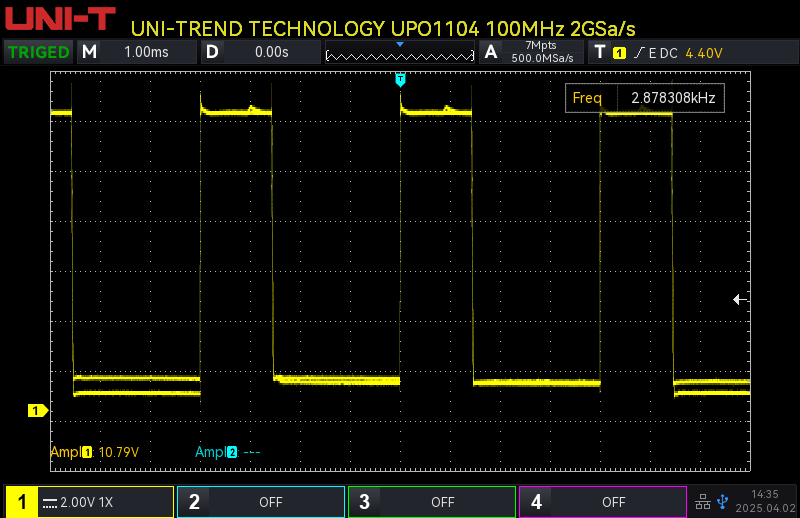 UNI-T
UNI-TREND TECHNOLOGY UPO1104 100MHz 2GSa/s
TRIGED M 1.00ms D 0.00s A 7Mpts 500.0MSa/s T 1 E DC 4.40V
T
Freq 2.878308kHz
1
Ampl 1: 10.79V Ampl 2: ---
1 2.00V 1X 2 OFF 3 OFF 4 OFF 14:35
2025.04.02